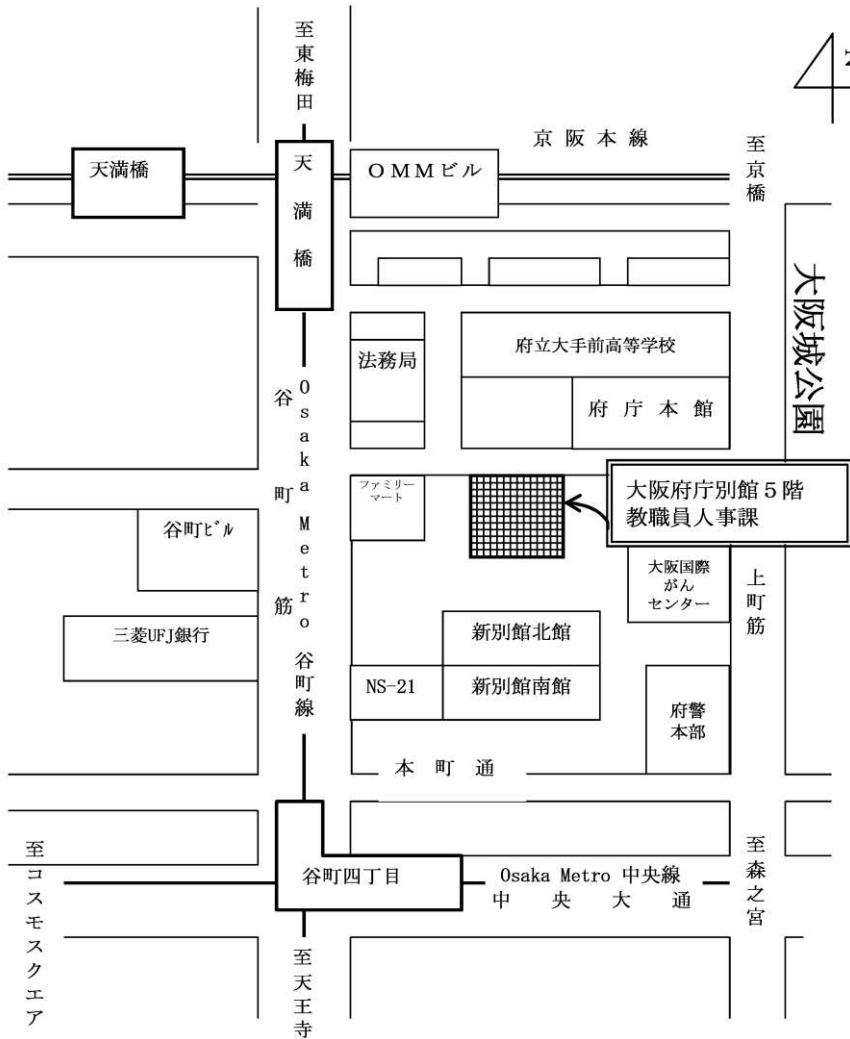 至東梅田
京阪本線
至京橋
天満橋
天満橋
ＯＭＭビル
大阪城公園
法務局
府立大手前高等学校
府庁本館
谷町筋
Osaka Metro 谷町線
ファミリー
マート
大阪府庁別館５階
教職員人事課
谷町ﾋﾞﾙ
大阪国際
がん
センター
上町筋
三菱UFJ銀行
新別館北館
NS-21
新別館南館
府警
本部
本町通
至コスモスクエア
谷町四丁目
Osaka Metro 中央線
中央大通
至森之宮
至天王寺